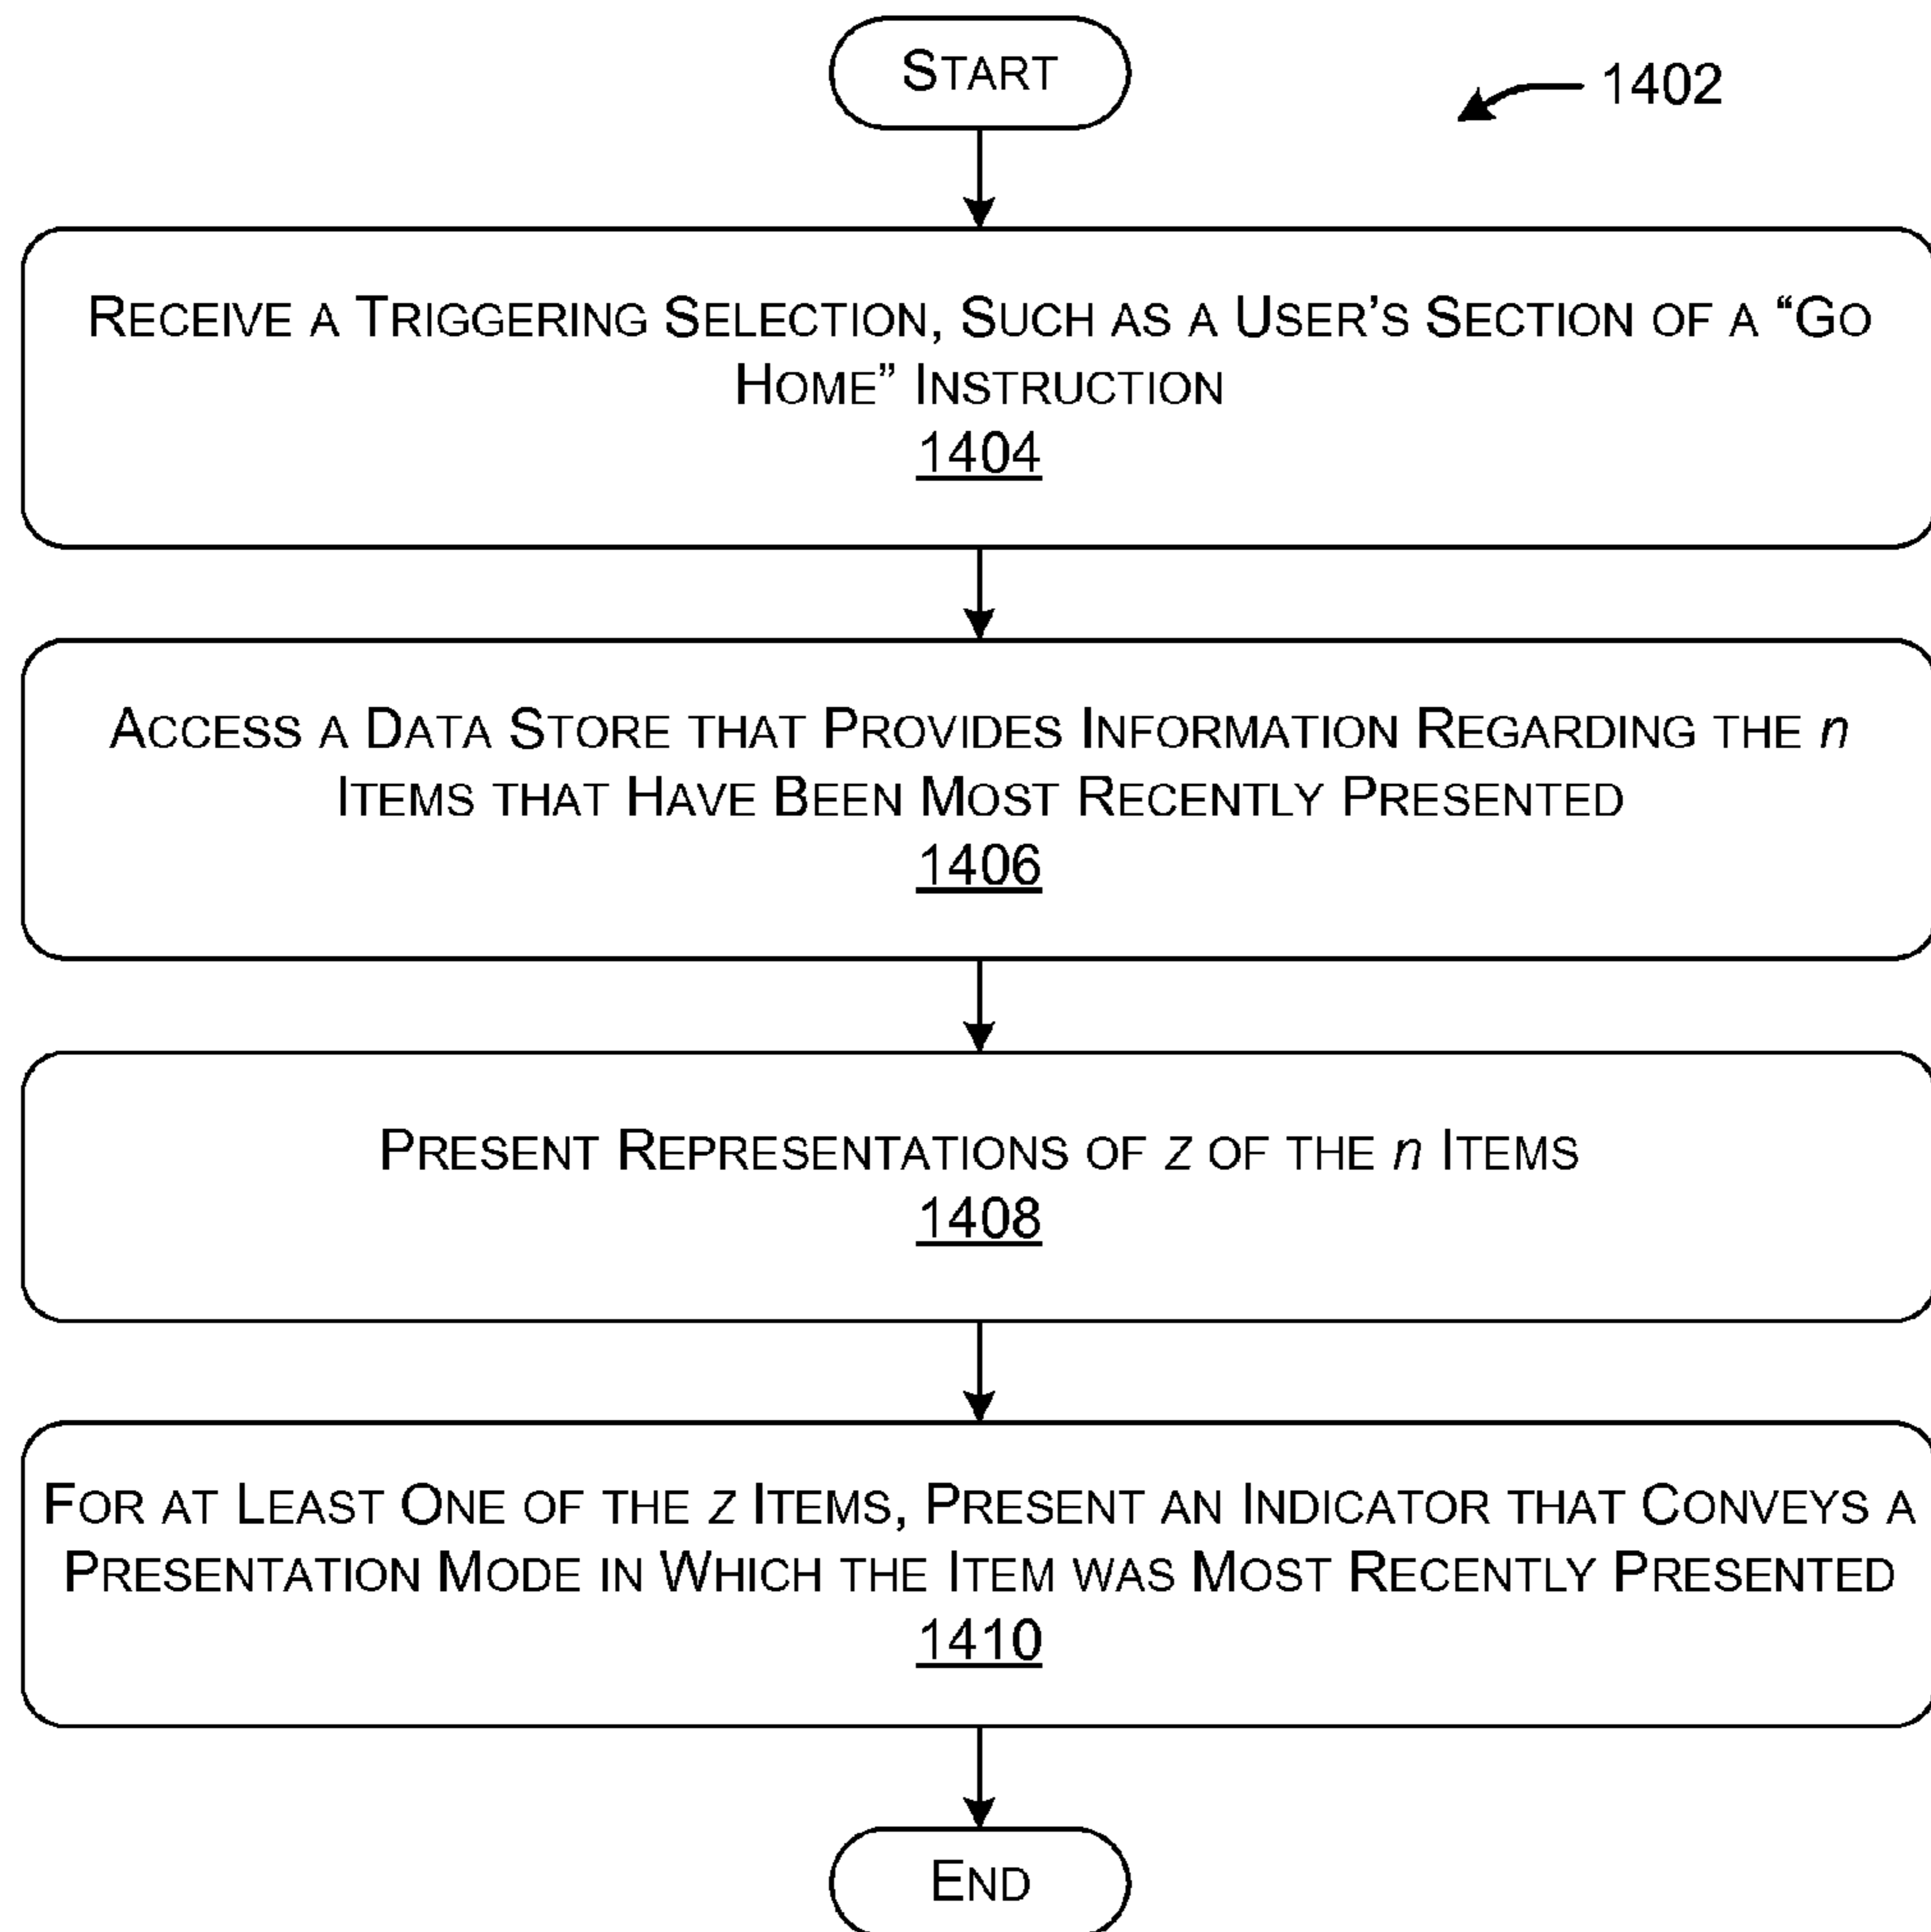 START
1402
RECEIVE A TRIGGERING SELECTION, SUCH AS A USER'S SECTION OF A “GO
HOME” INSTRUCTION
1404
ACCESS A DATA STORE THAT PROVIDES INFORMATION REGARDING THE n
ITEMS THAT HAVE BEEN MOST RECENTLY PRESENTED
1406
PRESENT REPRESENTATIONS OF z OF THE n ITEMS
1408
FOR AT LEAST ONE OF THE z ITEMS, PRESENT AN INDICATOR THAT CONVEYS A
PRESENTATION MODE IN WHICH THE ITEM WAS MOST RECENTLY PRESENTED
1410
END